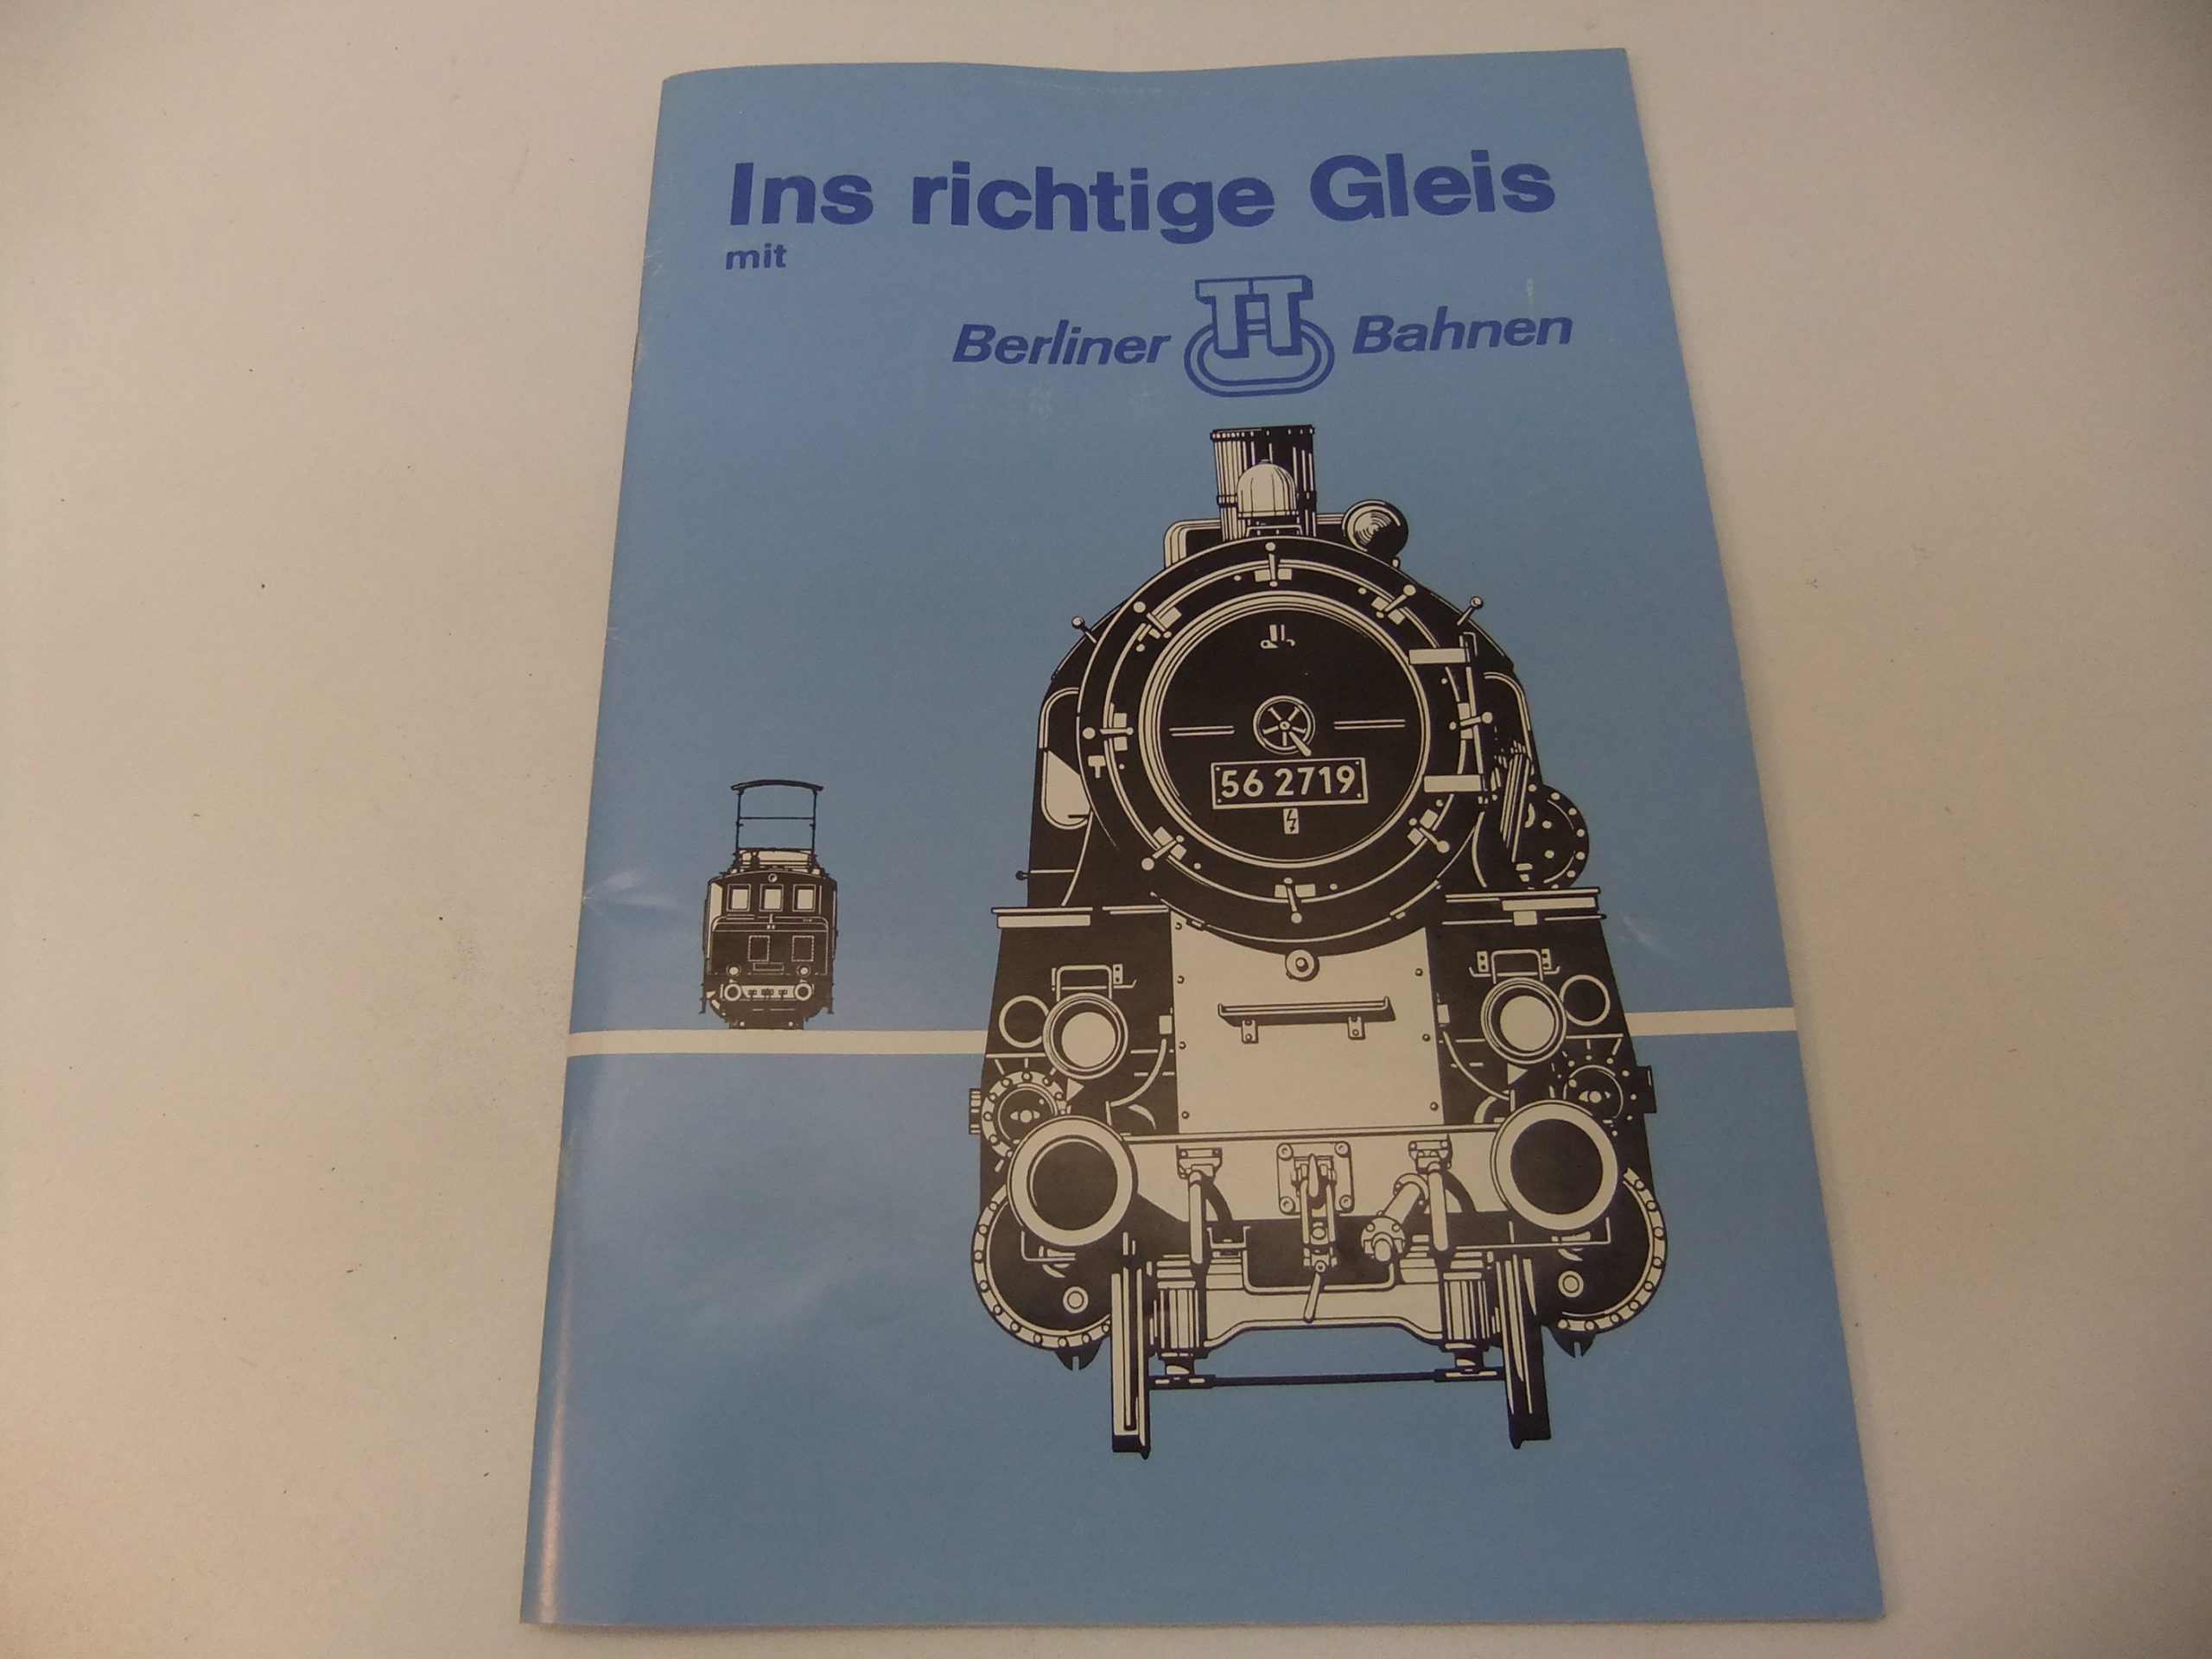 Ins richtige Gleis
mit
Berliner TT Bahnen
56 2719